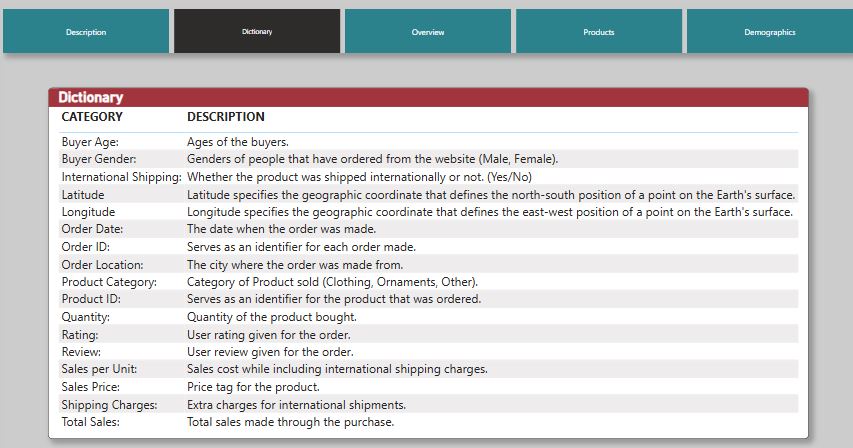 Description Dictionary Overview Products Demographics
Dictionary
CATEGORY DESCRIPTION
Buyer Age: Ages of the buyers.
Buyer Gender: Genders of people that have ordered from the website (Male, Female).
International Shipping: Whether the product was shipped internationally or not. (Yes/No)
Latitude Latitude specifies the geographic coordinate that defines the north-south position of a point on the Earth's surface.
Longitude Longitude specifies the geographic coordinate that defines the east-west position of a point on the Earth's surface.
Order Date: The date when the order was made.
Order ID: Serves as an identifier for each order made.
Order Location: The city where the order was made from.
Product Category: Category of Product sold (Clothing, Ornaments, Other).
Product ID: Serves as an identifier for the product that was ordered.
Quantity: Quantity of the product bought.
Rating: User rating given for the order.
Review: User review given for the order.
Sales per Unit: Sales cost while including international shipping charges.
Sales Price: Price tag for the product.
Shipping Charges: Extra charges for international shipments.
Total Sales: Total sales made through the purchase.